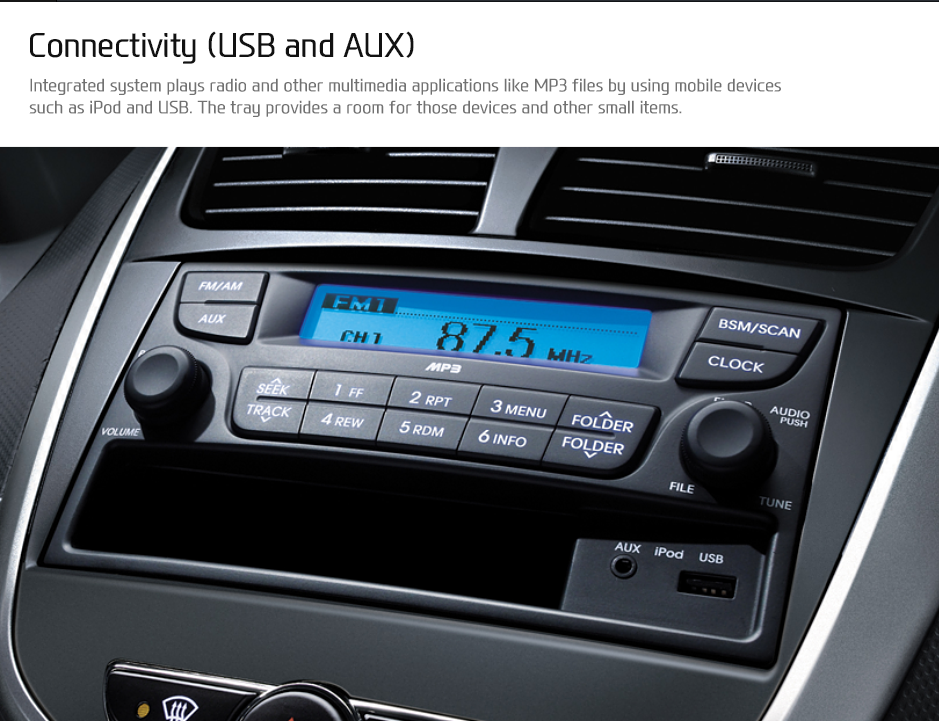 Connectivity (USB and AUX)
Integrated system plays radio and other multimedia applications like MP3 files by using mobile devices
such as iPod and USB. The tray provides a room for those devices and other small items.
FM/AM
AUX
FM1
CH 1 87.5 MHz
BSM/SCAN
CLOCK
MP3
SEEK
TRACK
1 FF
2 RPT
3 MENU
FOLDER
4 REW
5 RDM
6 INFO
FOLDER
VOLUME
AUDIO
PUSH
FILE
TUNE
AUX iPod USB